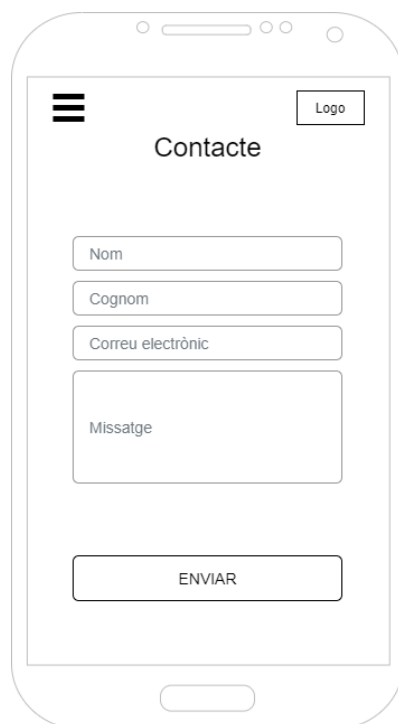 Logo
Contacte
Nom
Cognom
Correu electrònic
Missatge
ENVIAR